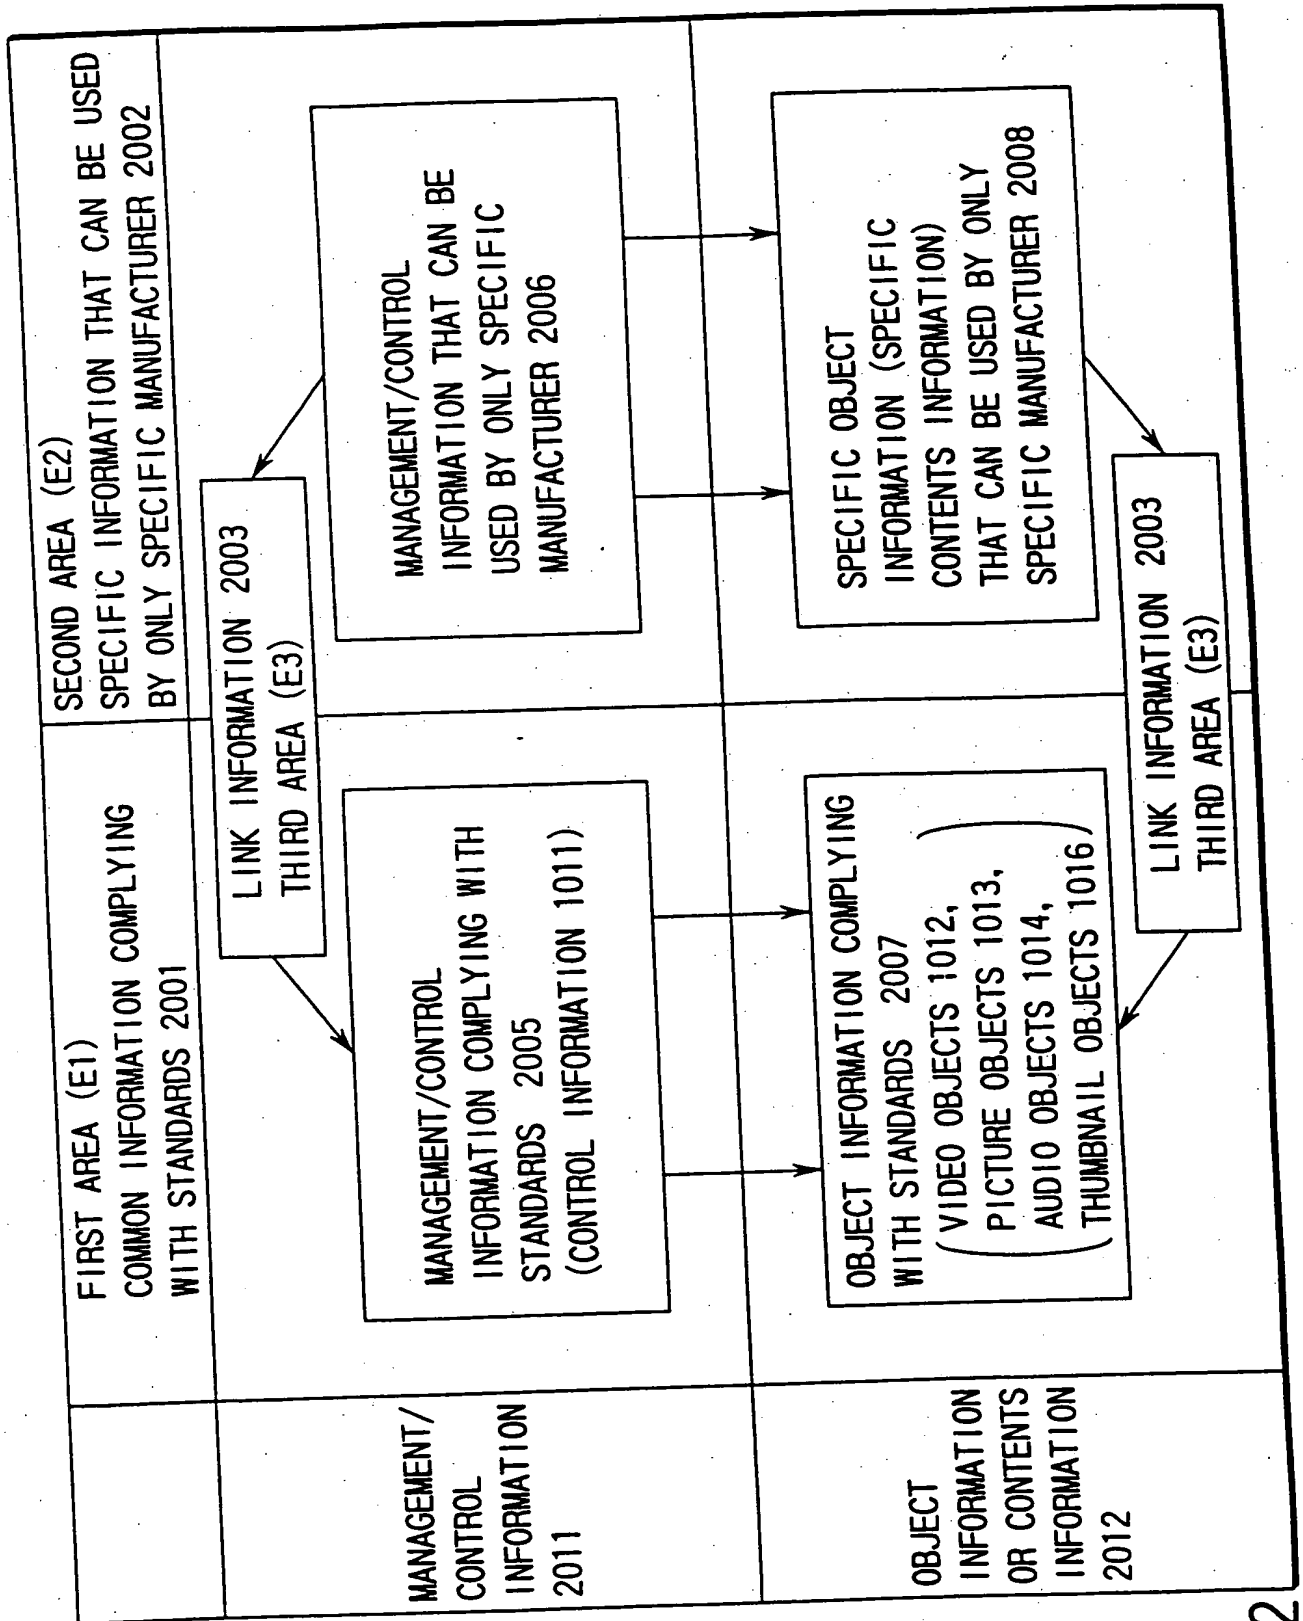 FIRST AREA (E1)
COMMON INFORMATION COMPLYING
WITH STANDARDS 2001
SECOND AREA (E2)
SPECIFIC INFORMATION THAT CAN BE USED
BY ONLY SPECIFIC MANUFACTURER 2002
MANAGEMENT/
CONTROL
INFORMATION
2011
LINK INFORMATION 2003
THIRD AREA (E3)
MANAGEMENT/CONTROL
INFORMATION COMPLYING WITH
STANDARDS 2005
(CONTROL INFORMATION 1011)
MANAGEMENT/CONTROL
INFORMATION THAT CAN BE
USED BY ONLY SPECIFIC
MANUFACTURER 2006
OBJECT
INFORMATION
OR CONTENTS
INFORMATION
2012
OBJECT INFORMATION COMPLYING
WITH STANDARDS 2007
(VIDEO OBJECTS 1012,
PICTURE OBJECTS 1013,
AUDIO OBJECTS 1014,
THUMBNAIL OBJECTS 1016)
SPECIFIC OBJECT
INFORMATION (SPECIFIC
CONTENTS INFORMATION)
THAT CAN BE USED BY ONLY
SPECIFIC MANUFACTURER 2008
LINK INFORMATION 2003
THIRD AREA (E3)
2